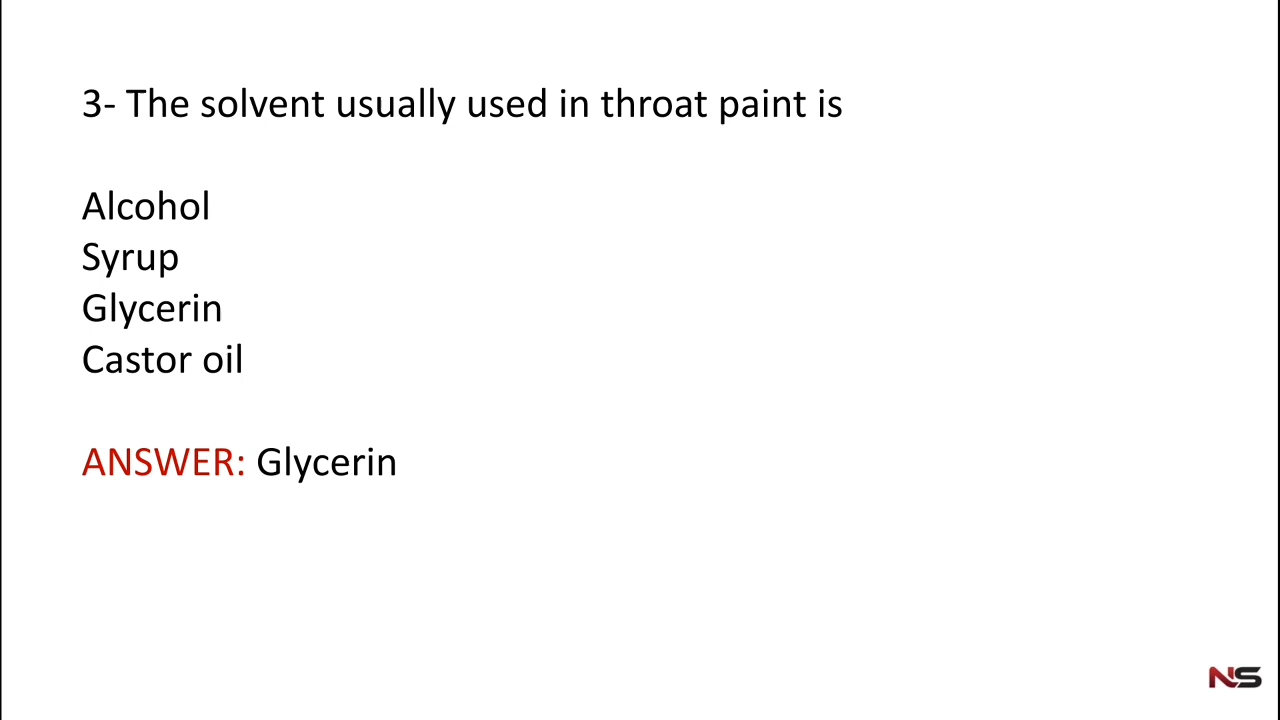 3- The solvent usually used in throat paint is
Alcohol
Syrup
Glycerin
Castor oil
ANSWER: Glycerin
NS